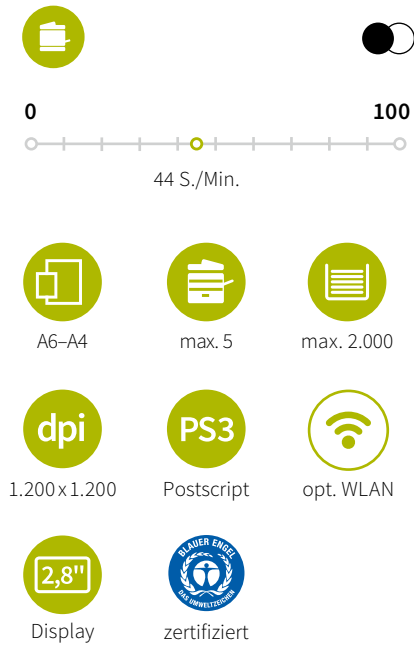 0 100
44 S./Min.
A6–A4 max. 5 max. 2.000
dpi PS3
1.200 x 1.200 Postscript opt. WLAN
2,8" BLAUER ENGEL
DAS UMWELTZEICHEN
Display zertifiziert